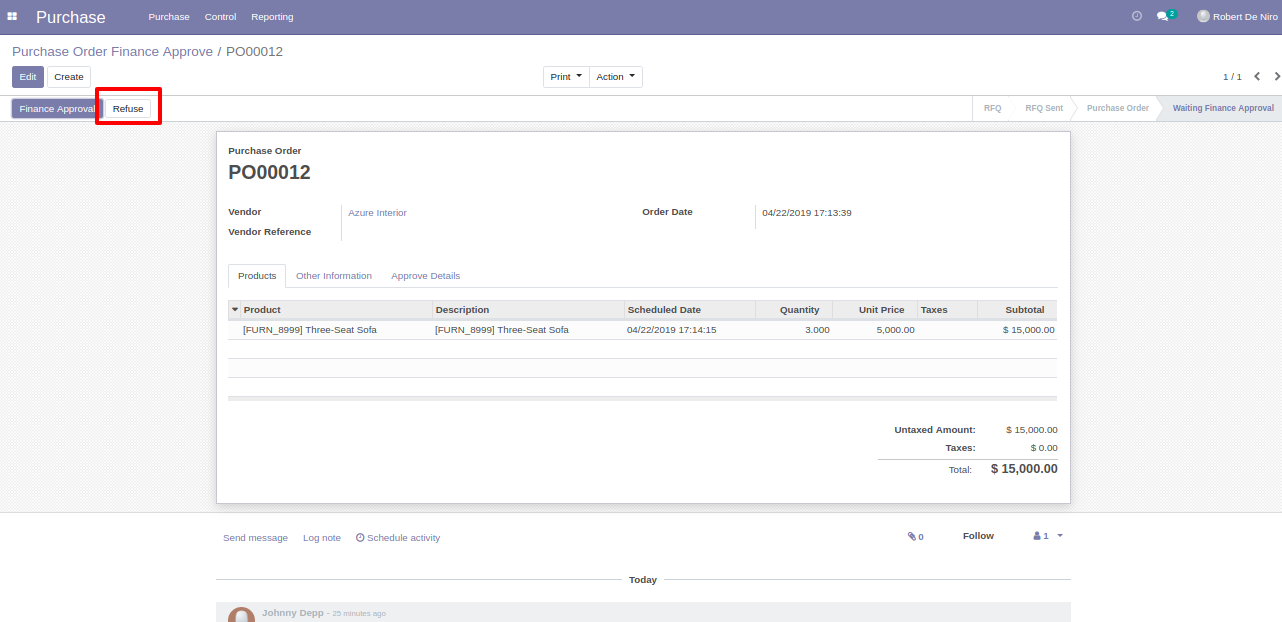 Purchase Purchase Control Reporting 2 Robert De Niro
Purchase Order Finance Approve / PO00012
Edit Create Print Action 1 / 1
Finance Approval Refuse RFQ RFQ Sent Purchase Order Waiting Finance Approval
Purchase Order
PO00012
Vendor Azure Interior Order Date 04/22/2019 17:13:39
Vendor Reference
Products Other Information Approve Details
Product Description Scheduled Date Quantity Unit Price Taxes Subtotal
[FURN_8999] Three-Seat Sofa [FURN_8999] Three-Seat Sofa 04/22/2019 17:14:15 3.000 5,000.00 $ 15,000.00
Untaxed Amount: $ 15,000.00
Taxes: $ 0.00
Total: $ 15,000.00
Send message Log note Schedule activity 0 Follow 1
Today
Johnny Depp - 25 minutes ago